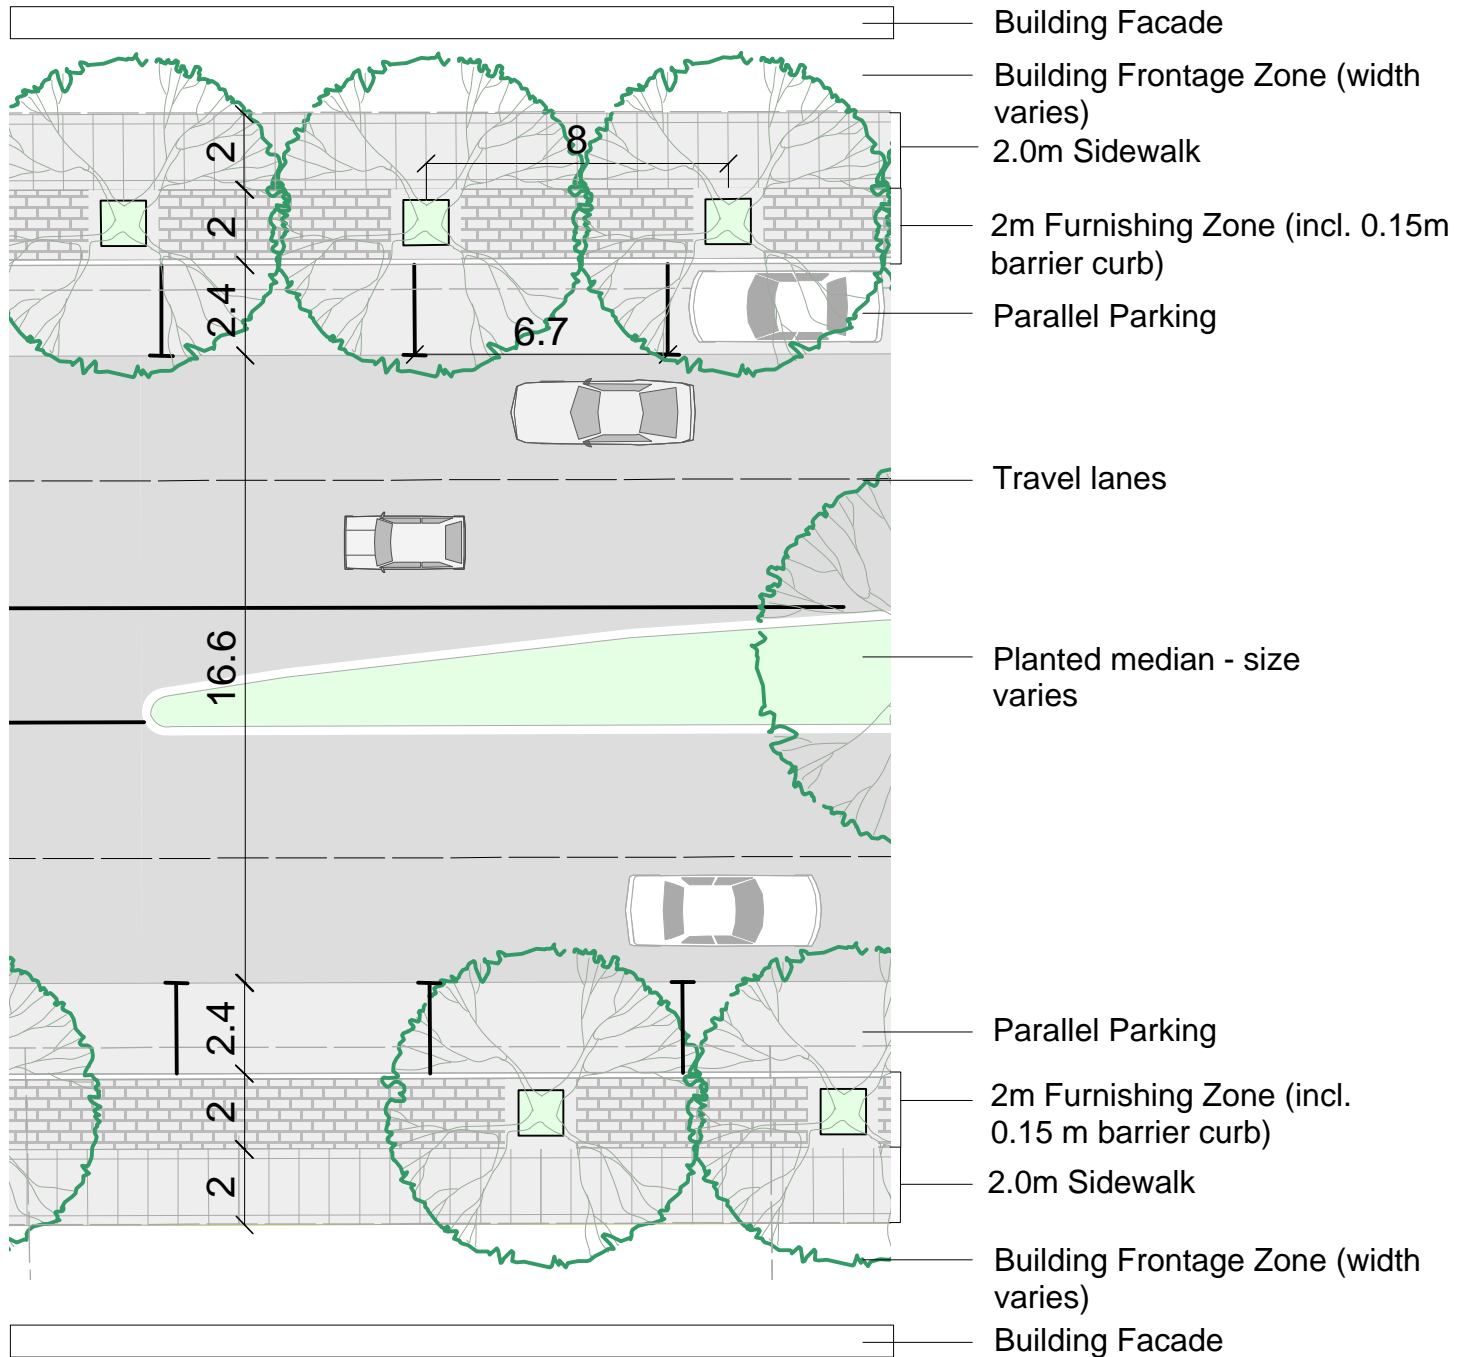 Building Facade
Building Frontage Zone (width
varies)
2.0m Sidewalk
8
2
2
2m Furnishing Zone (incl. 0.15m
barrier curb)
2.4
6.7
Parallel Parking
Travel lanes
16.6
Planted median - size
varies
2.4
Parallel Parking
2
2m Furnishing Zone (incl.
0.15 m barrier curb)
2
2.0m Sidewalk
Building Frontage Zone (width
varies)
Building Facade